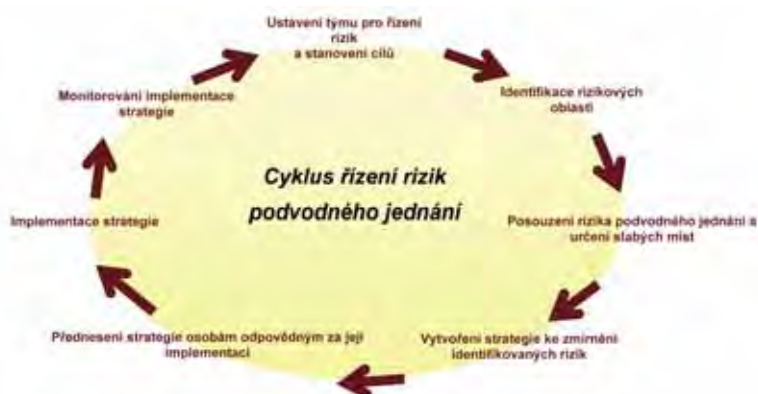 Ustavení týmu pro řízení
rizik
a stanovení cílů
Identifikace rizikových
oblastí
Posouzení rizika podvodného jednání a
určení slabých míst
Vytvoření strategie ke zmírnění
identifikovaných rizik
Přednesení strategie osobám odpovědným za její
implementaci
Implementace strategie
Monitorování implementace
strategie
Cyklus řízení rizik
podvodného jednání